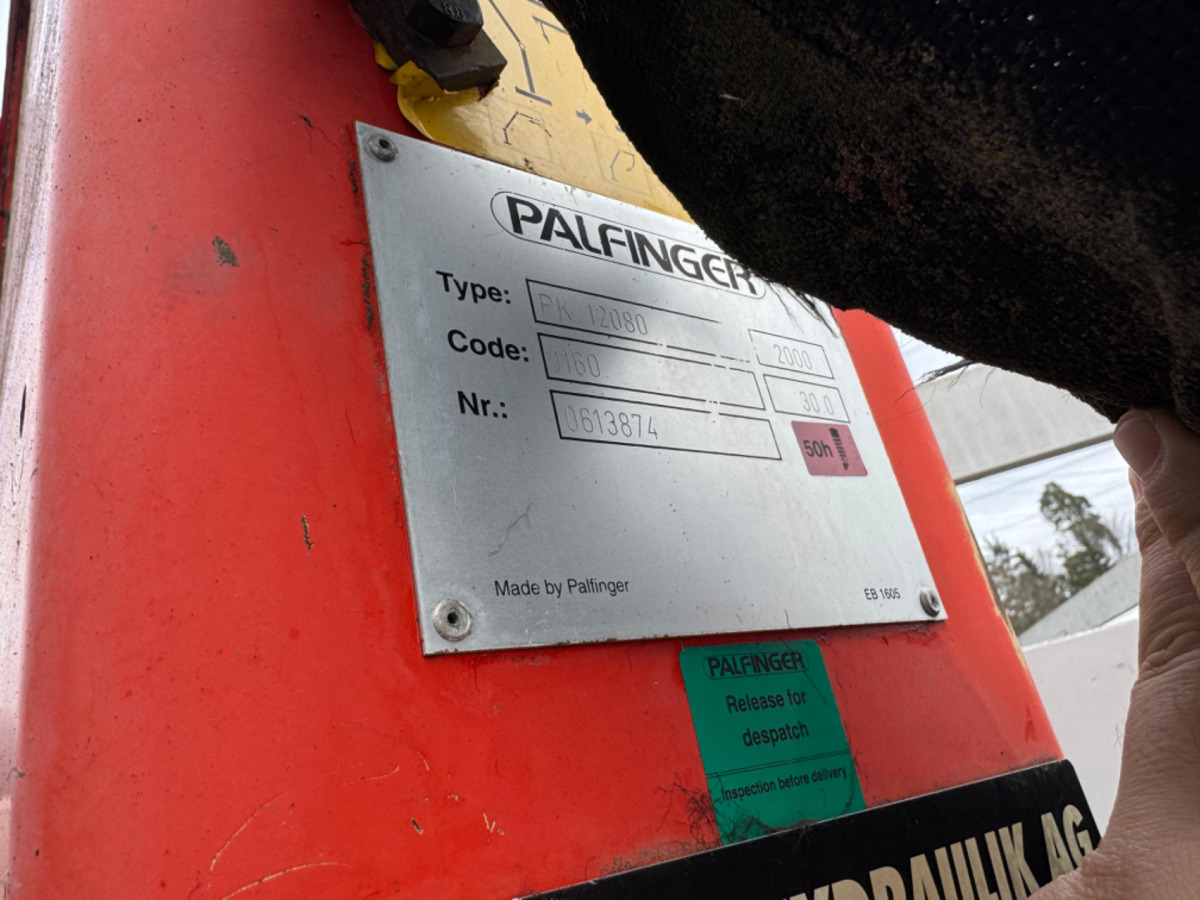 PALFINGER
Type: PK 12080 2000
Code: 1160 30.0
Nr.: 0613874
50h
Made by Palfinger EB 1605
PALFINGER
Release for
despatch
Inspection before delivery
HYDRAULIK AG